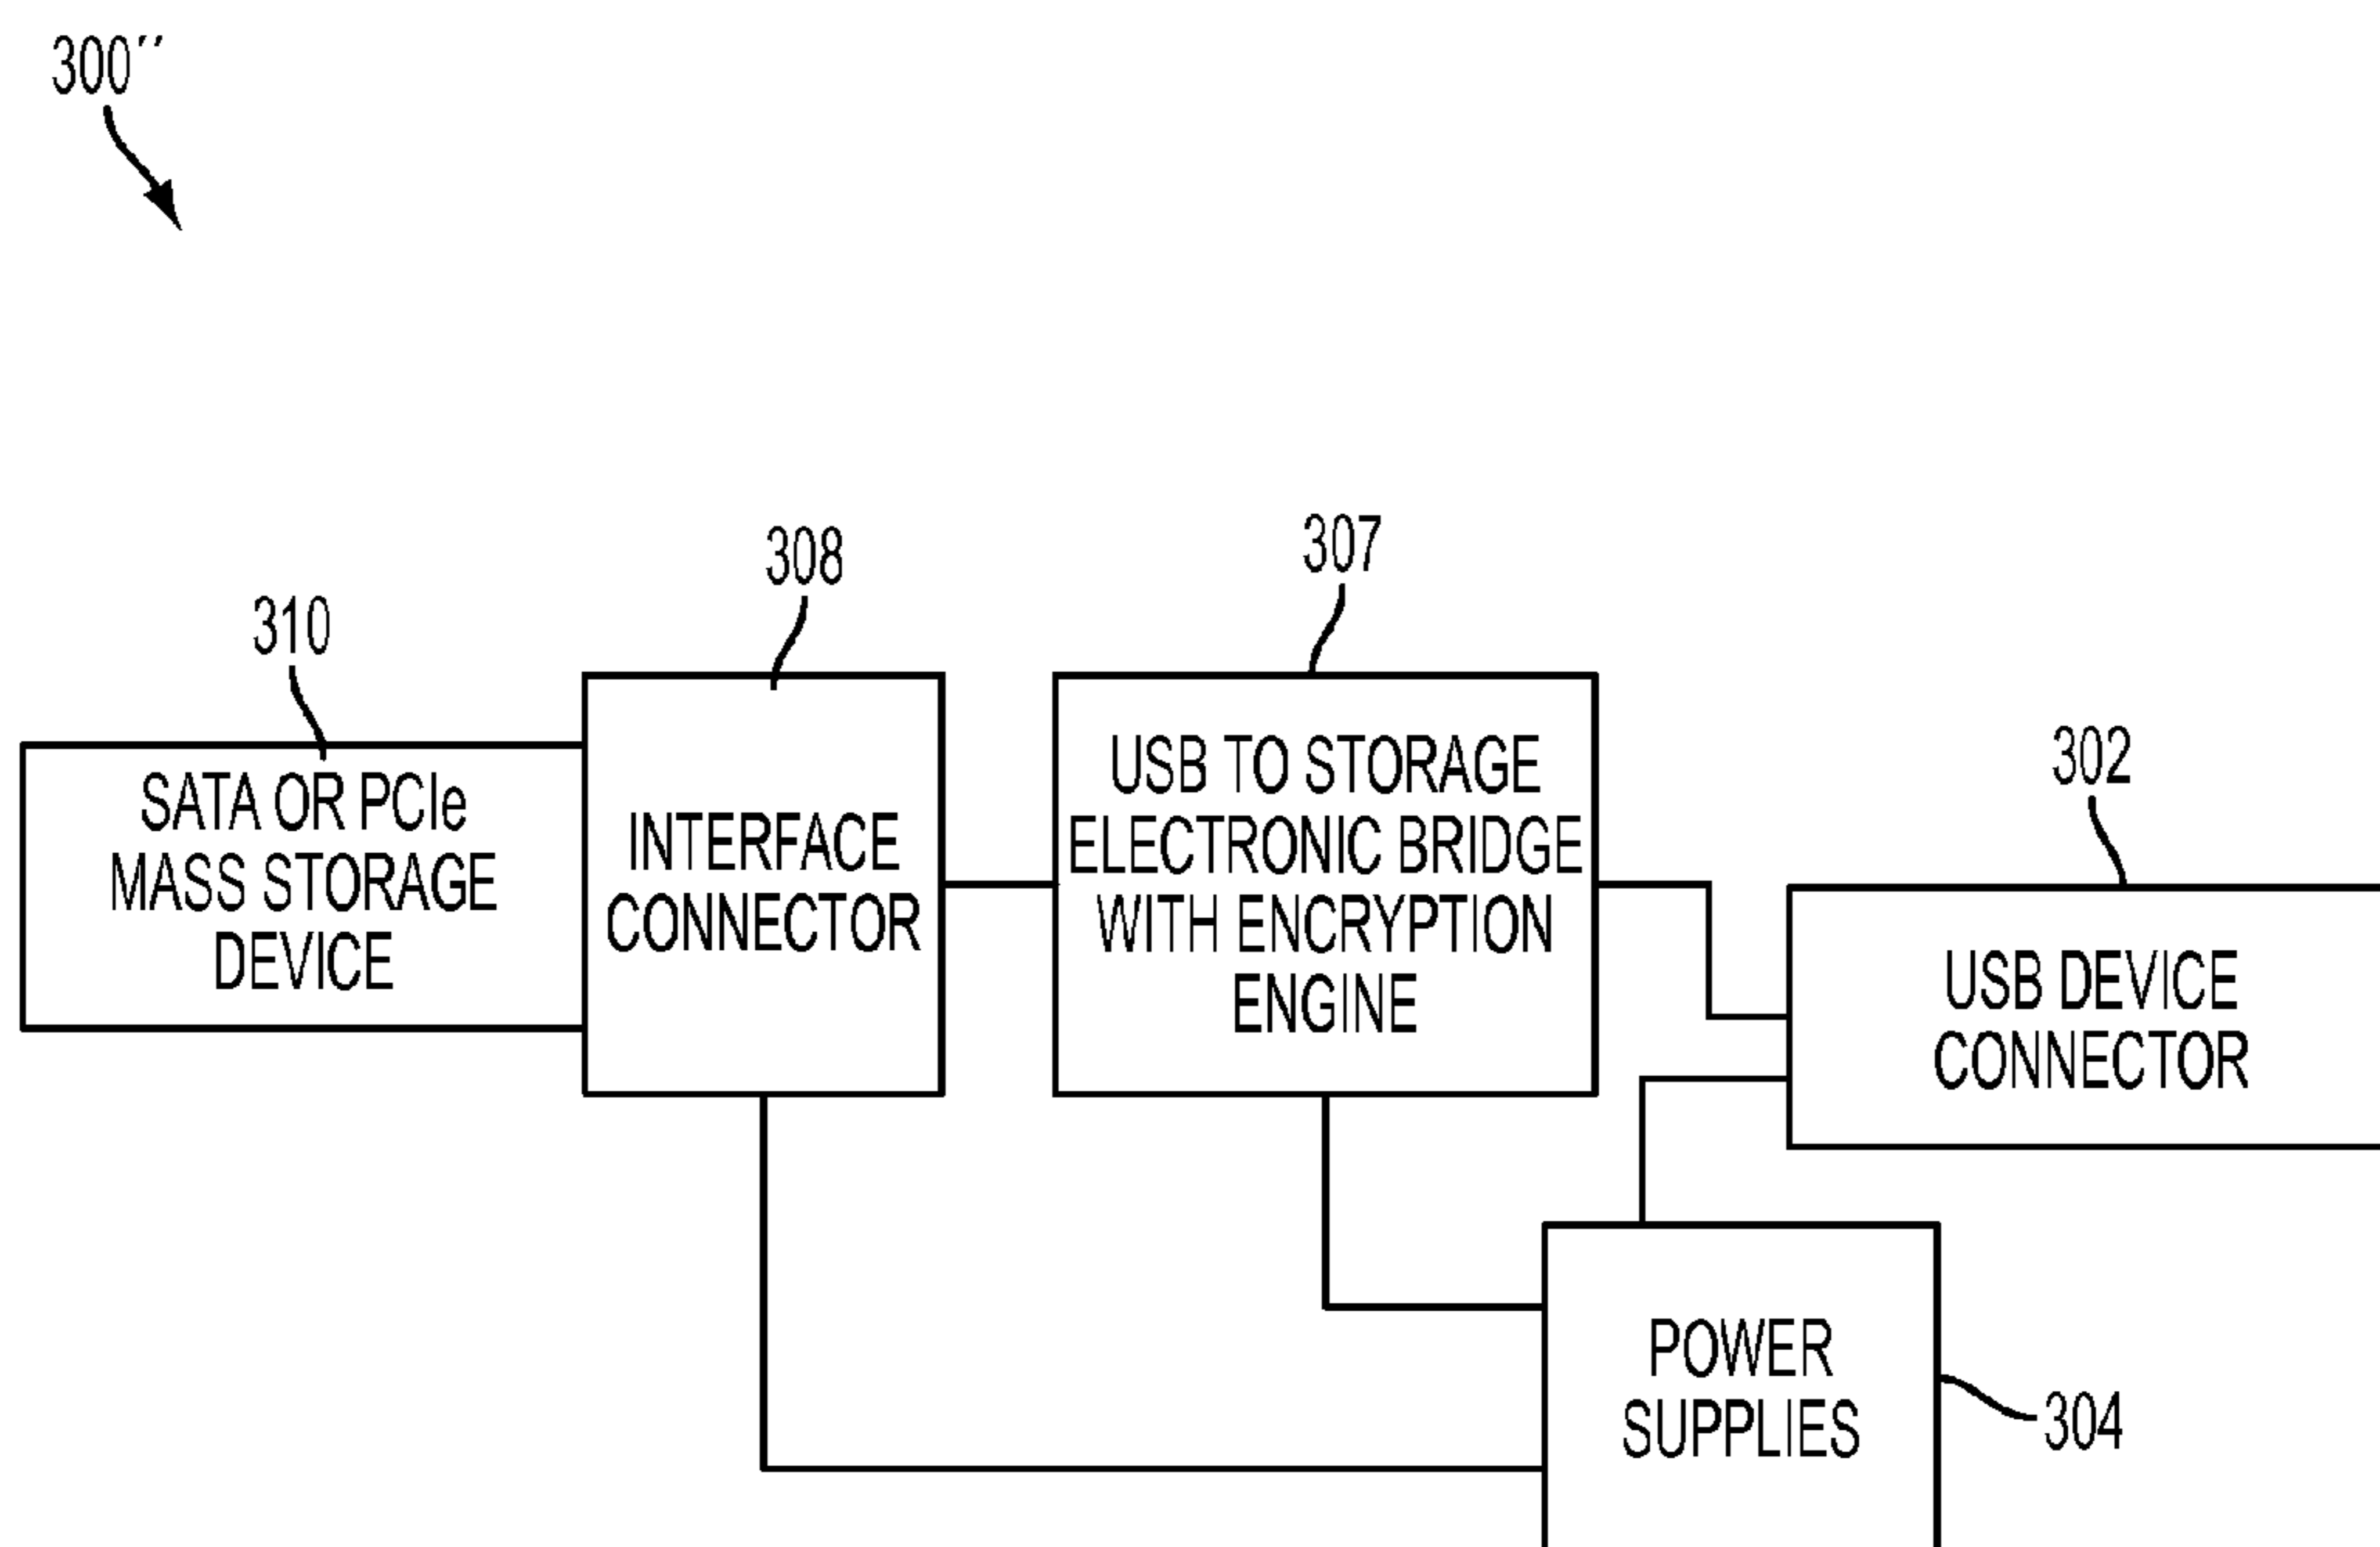 300″
308
307
310
302
SATA OR PCIe
MASS STORAGE
DEVICE
INTERFACE
CONNECTOR
USB TO STORAGE
ELECTRONIC BRIDGE
WITH ENCRYPTION
ENGINE
USB DEVICE
CONNECTOR
POWER
SUPPLIES
304